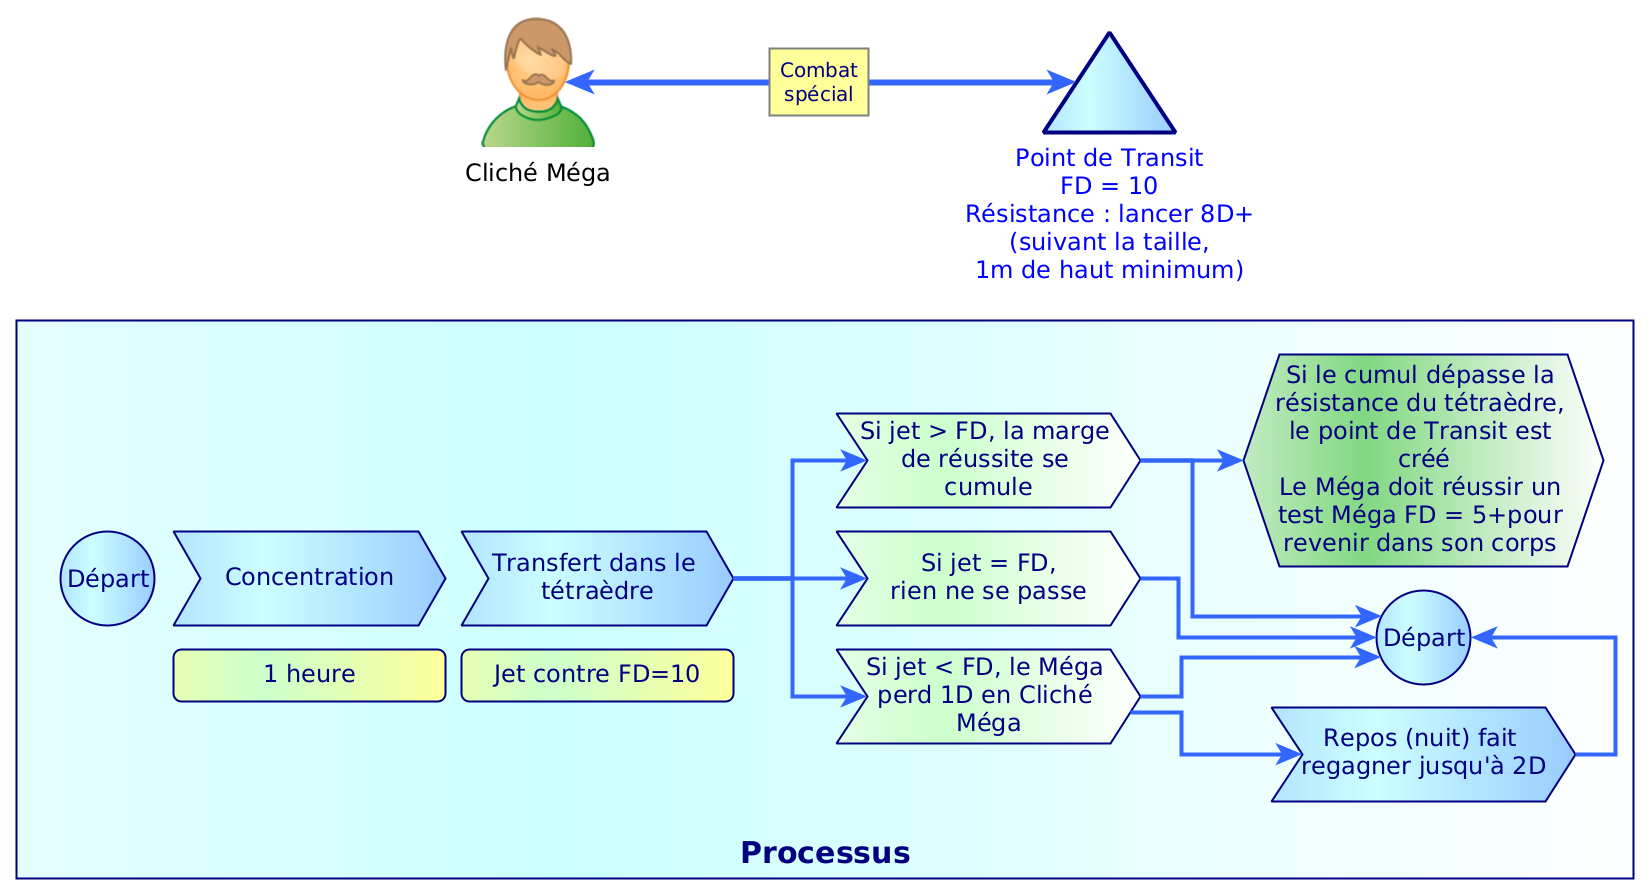 Combat
spécial
Cliché Méga
Point de Transit
FD = 10
Résistance : lancer 8D+
(suivant la taille,
1m de haut minimum)
Départ
Concentration
1 heure
Transfert dans le
tétraèdre
Jet contre FD=10
Si jet > FD, la marge
de réussite se
cumule
Si jet = FD,
rien ne se passe
Si jet < FD, le Méga
perd 1D en Cliché
Méga
Si le cumul dépasse la
résistance du tétraèdre,
le point de Transit est
créé
Le Méga doit réussir un
test Méga FD = 5+pour
revenir dans son corps
Départ
Repos (nuit) fait
regagner jusqu'à 2D
Processus